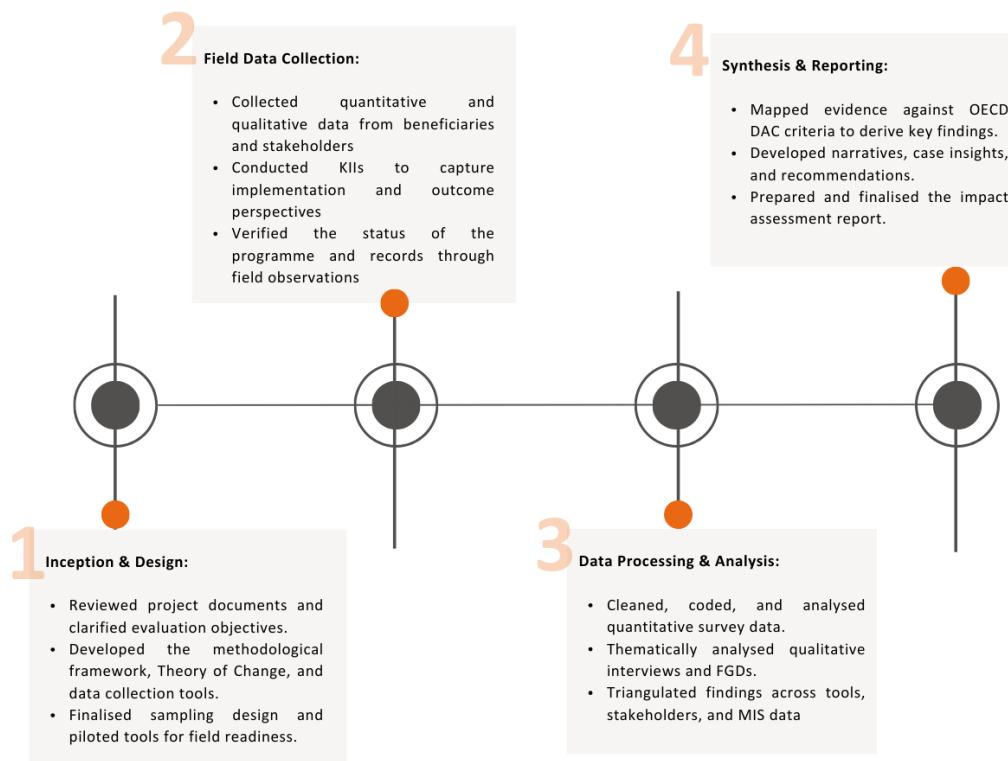 1
Inception & Design:
• Reviewed project documents and
clarified evaluation objectives.
• Developed the methodological
framework, Theory of Change, and
data collection tools.
• Finalised sampling design and
piloted tools for field readiness.
2
Field Data Collection:
• Collected quantitative and
qualitative data from beneficiaries
and stakeholders
• Conducted KIIs to capture
implementation and outcome
perspectives
• Verified the status of the
programme and records through
field observations
3
Data Processing & Analysis:
• Cleaned, coded, and analysed
quantitative survey data.
• Thematically analysed qualitative
interviews and FGDs.
• Triangulated findings across tools,
stakeholders, and MIS data
4
Synthesis & Reporting:
• Mapped evidence against OECD
DAC criteria to derive key findings.
• Developed narratives, case insights,
and recommendations.
• Prepared and finalised the impact
assessment report.